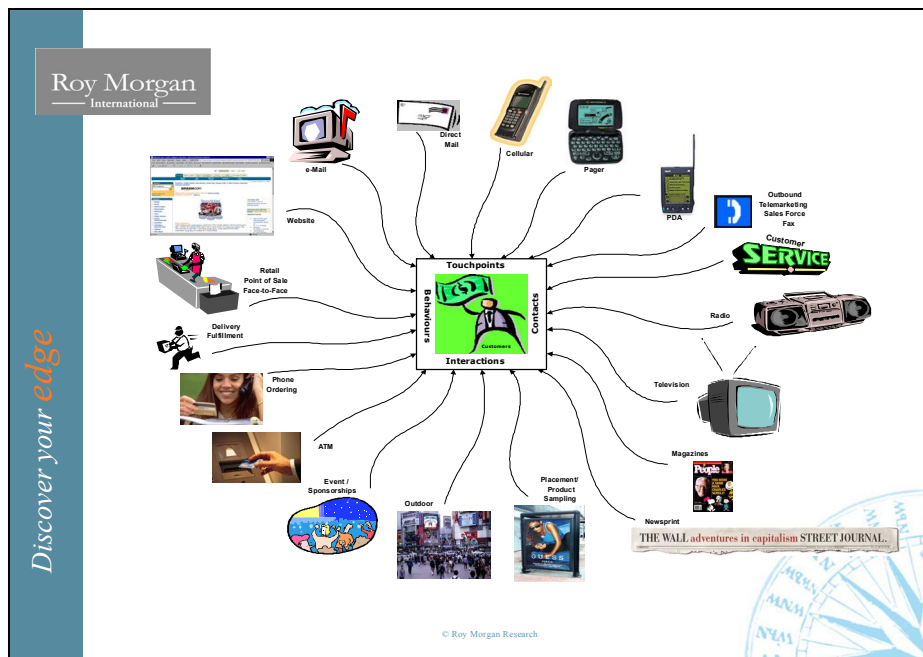 Roy Morgan
International
Discover your edge
e-Mail
Direct
Mail
Cellular
Pager
PDA
Outbound
Telemarketing
Sales Force
Fax
Website
Customer
SERVICE
Retail
Point of Sale
Face-to-Face
Touchpoints
Behaviours
Contacts
Customers
Interactions
Radio
Delivery
Fulfillment
Phone
Ordering
Television
ATM
Magazines
People
Event /
Sponsorships
Outdoor
Placement/
Product
Sampling
GUESS
Newsprint
THE WALL adventures in capitalism STREET JOURNAL.
© Roy Morgan Research